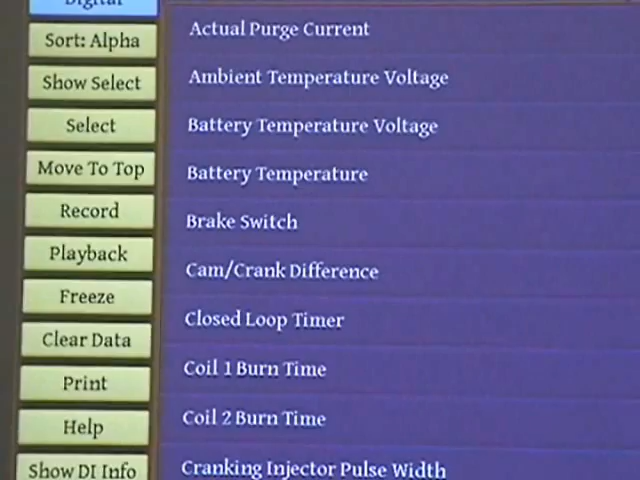 Digital
Sort: Alpha
Show Select
Select
Move To Top
Record
Playback
Freeze
Clear Data
Print
Help
Show DI Info
Actual Purge Current
Ambient Temperature Voltage
Battery Temperature Voltage
Battery Temperature
Brake Switch
Cam/Crank Difference
Closed Loop Timer
Coil 1 Burn Time
Coil 2 Burn Time
Cranking Injector Pulse Width